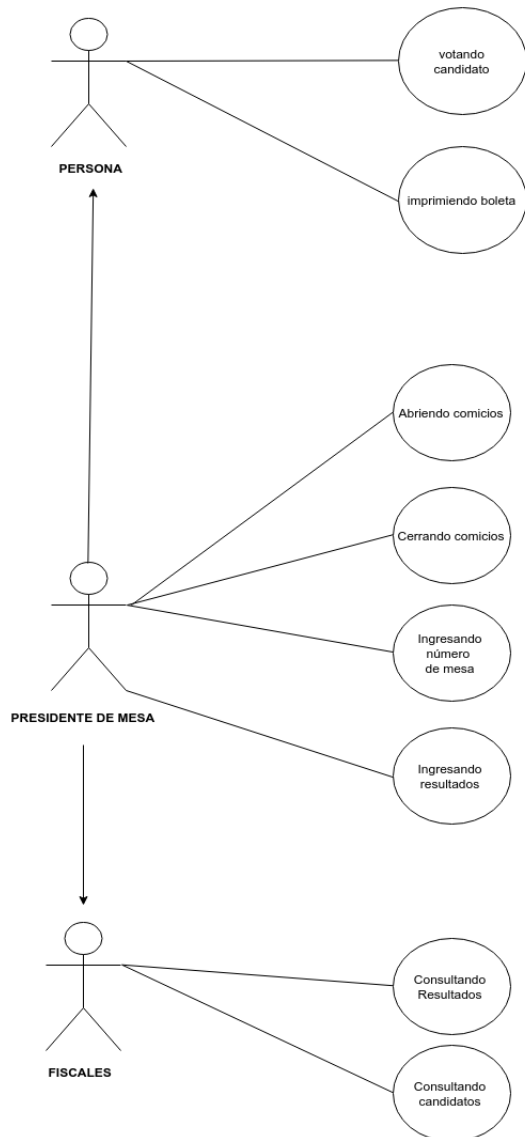 votando
candidato
imprimiendo boleta
PERSONA
Abriendo comicios
Cerrando comicios
Ingresando
número
de mesa
PRESIDENTE DE MESA
Ingresando
resultados
Consultando
Resultados
FISCALES
Consultando
candidatos